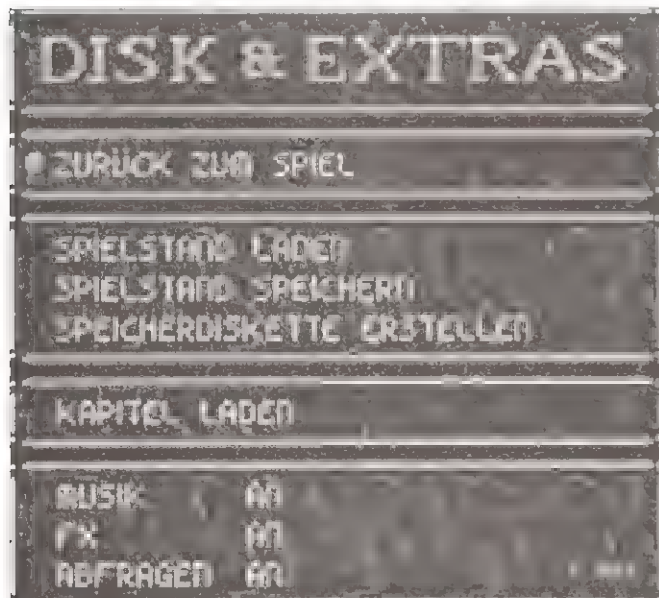 DISK & EXTRAS
ZURÜCK ZUM SPIEL
SPIELSTAND LADEN
SPIELSTAND SPEICHERN
SPEICHERDISKETTE ERSTELLEN
KAPITEL LADEN
MUSIK AN
FX AN
ABFRAGEN AN